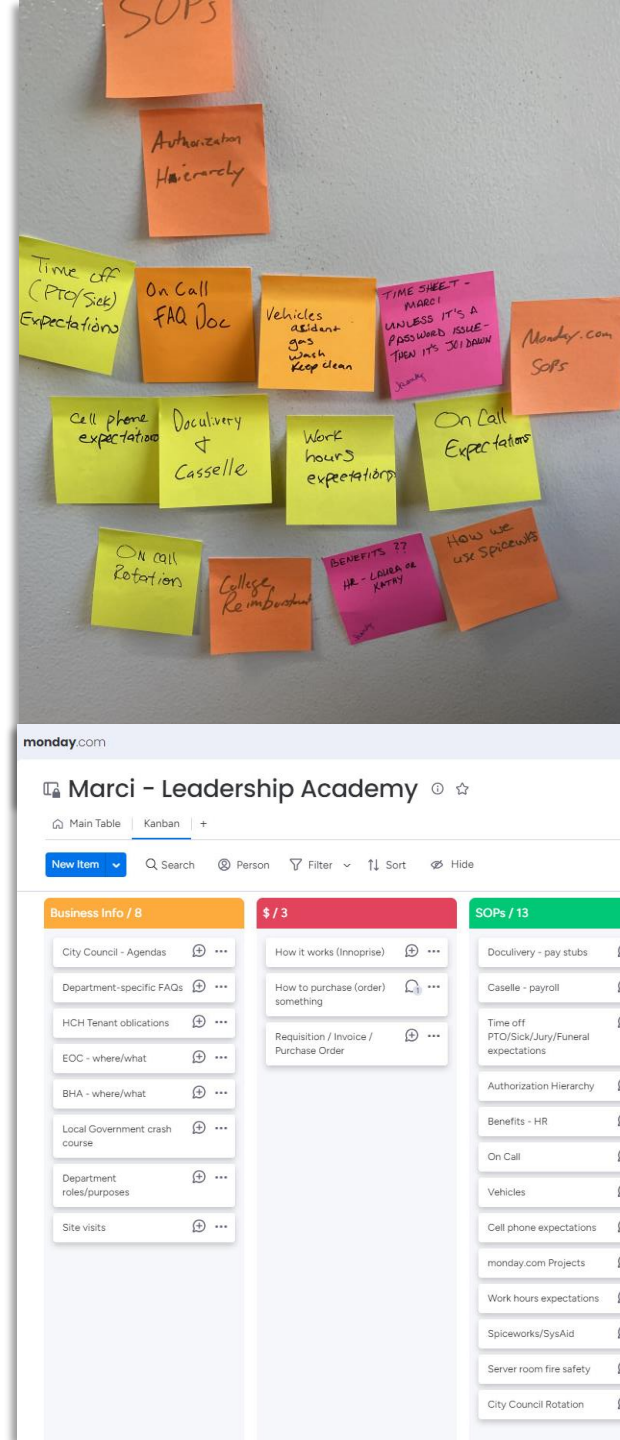 SOPs
Authorization
Hierarchy
Time off
(PTO/Sick)
Expectations
On Call
FAQ Doc
Vehicles
asident
gas
wash
Keep clean
TIME SHEET -
MARCI
UNLESS IT'S A
PASSWORD ISSUE -
THEN IT'S JOI DAWN
Monday.com
SOPs
Cell phone
expectations
Doculivery
+
Casselle
Work
hours
expectations
On Call
Expectations
ON CALL
Rotation
College
Reimbursment
BENEFITS ??
HR - LAURA OR
KATHY
How we
use Spiceworks
monday.com
Marci - Leadership Academy
Main Table Kanban +
New Item Search Person Filter Sort Hide
Business Info / 8
City Council - Agendas
Department-specific FAQs
HCH Tenant oblications
EOC - where/what
BHA - where/what
Local Government crash
course
Department
roles/purposes
Site visits
$ / 3
How it works (Innoprise)
How to purchase (order)
something
1
Requisition / Invoice /
Purchase Order
SOPs / 13
Doculivery - pay stubs
Caselle - payroll
Time off
PTO/Sick/Jury/Funeral
expectations
Authorization Hierarchy
Benefits - HR
On Call
Vehicles
Cell phone expectations
monday.com Projects
Work hours expectations
Spiceworks/SysAid
Server room fire safety
City Council Rotation